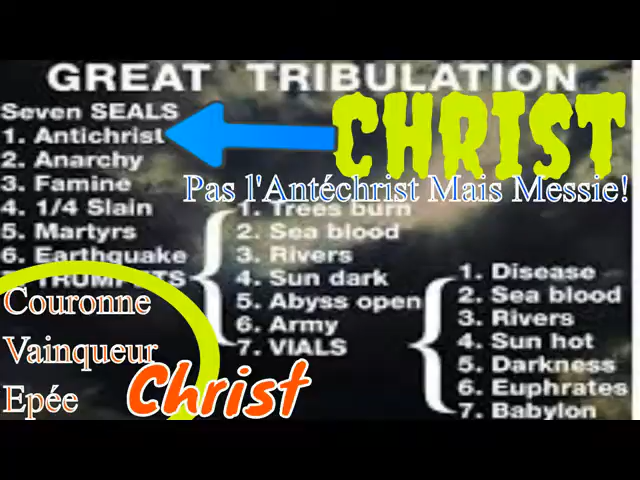 GREAT TRIBULATION
Seven SEALS
1. Antichrist
2. Anarchy
3. Famine
4. 1/4 Slain
5. Martyrs
6. Earthquake
7. TRUMPETS
CHRIST
Pas l'Antéchrist Mais Messie!
1. Trees burn
2. Sea blood
3. Rivers
4. Sun dark
5. Abyss open
6. Army
7. VIALS
1. Disease
2. Sea blood
3. Rivers
4. Sun hot
5. Darkness
6. Euphrates
7. Babylon
Couronne
Vainqueur
Epée
Christ